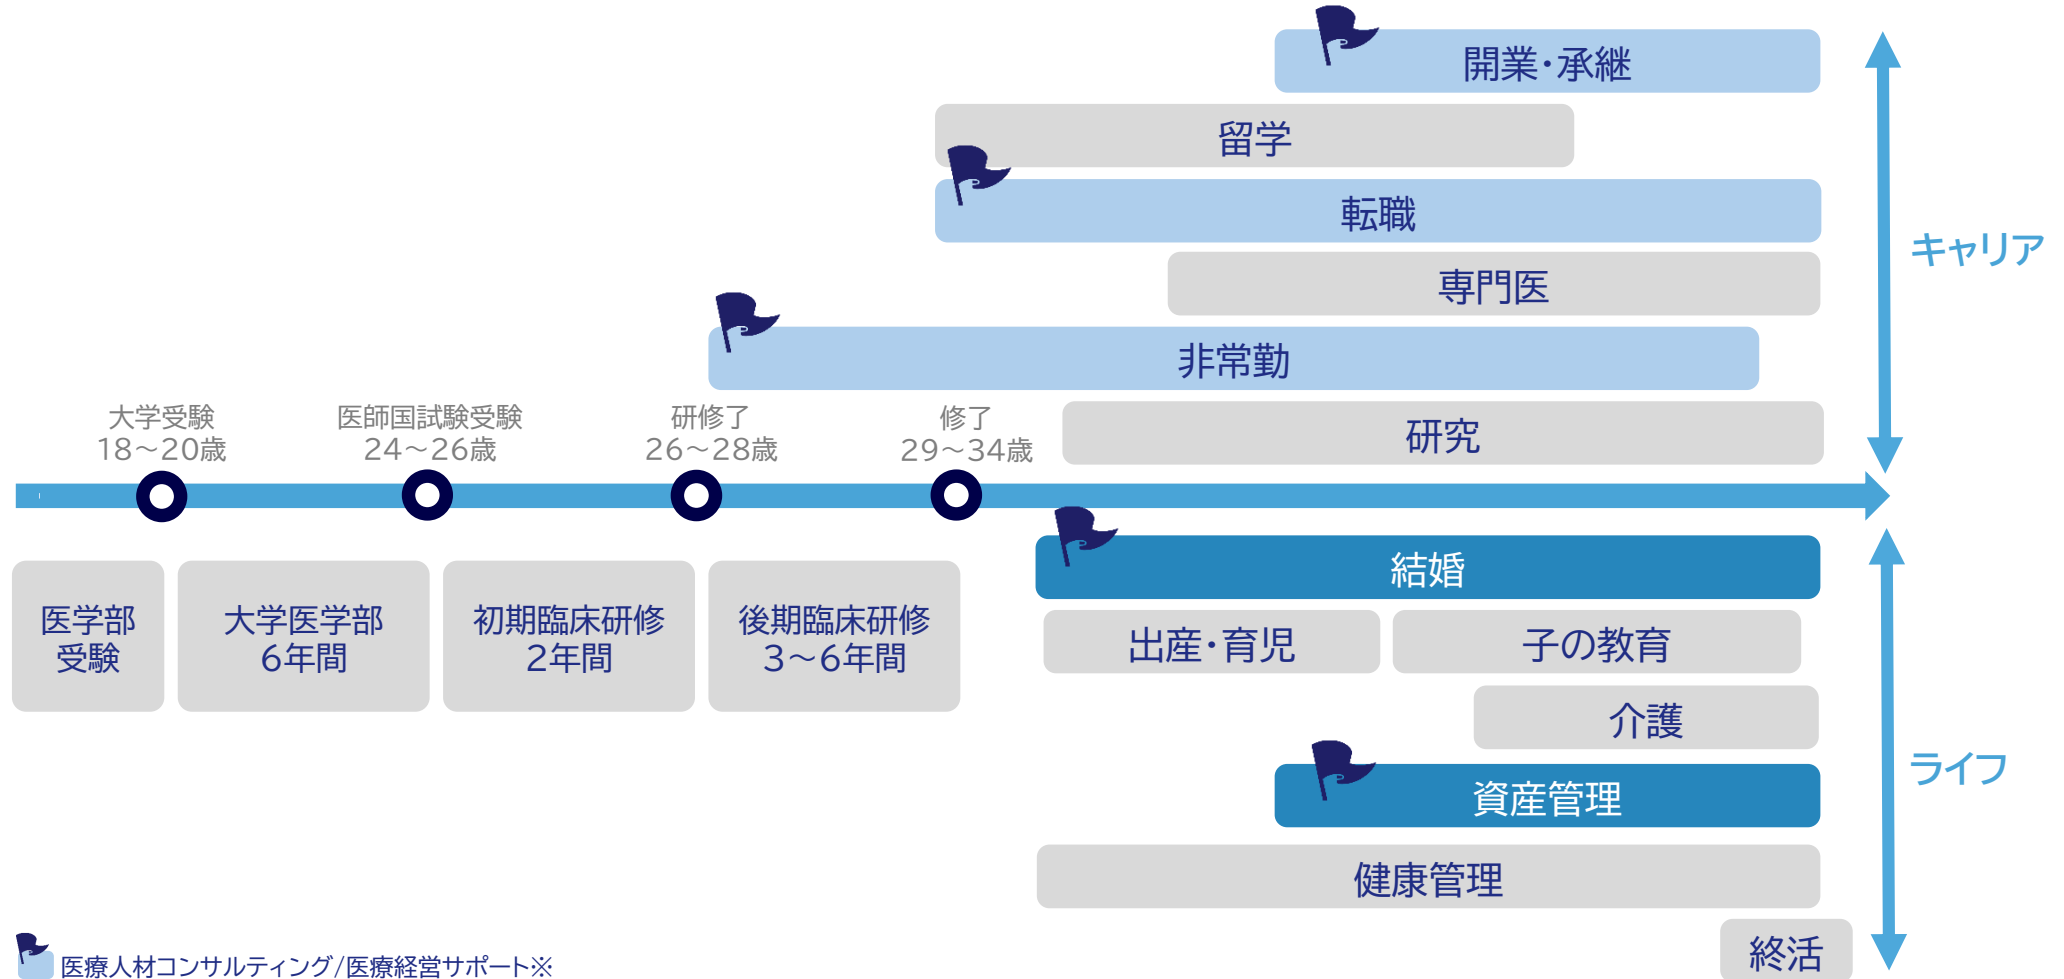 開業・承継
留学
転職
キャリア
専門医
非常勤
大学受験
18～20歳
医師国試験受験
24～26歳
研修了
26～28歳
修了
29～34歳
研究
結婚
医学部
受験
大学医学部
6年間
初期臨床研修
2年間
後期臨床研修
3～6年間
出産・育児
子の教育
介護
ライフ
資産管理
健康管理
終活
医療人材コンサルティング/医療経営サポート※